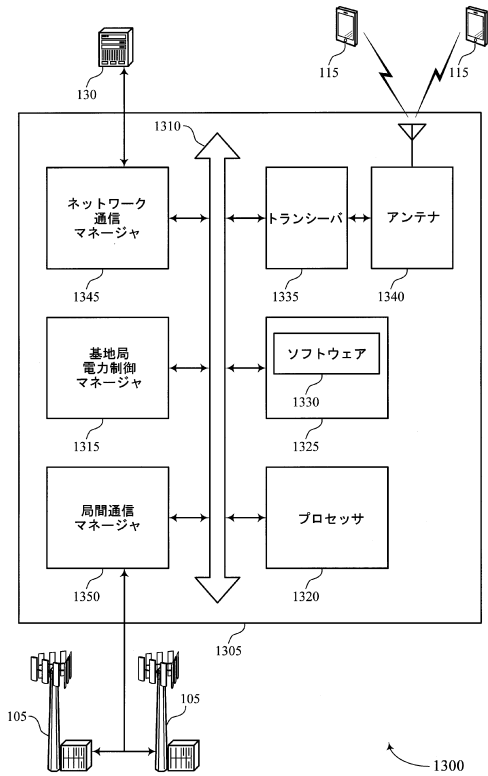 130
115
115
1310
ネットワーク
通信
マネージャ
1345
トランシーバ
1335
アンテナ
1340
基地局
電力制御
マネージャ
1315
ソフトウェア
1330
1325
局間通信
マネージャ
1350
プロセッサ
1320
1305
105
105
1300